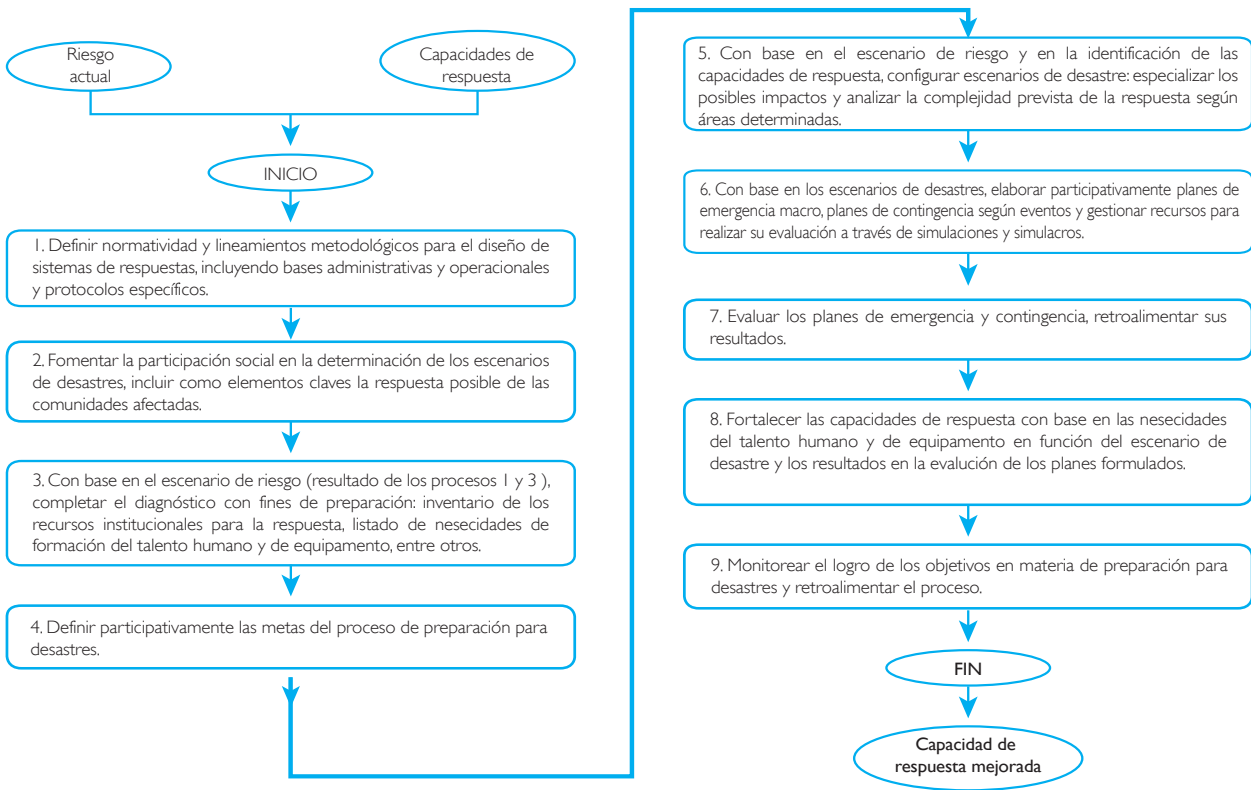 Riesgo
actual
Capacidades de
respuesta
INICIO
1. Definir normatividad y lineamientos metodológicos para el diseño de
sistemas de respuestas, incluyendo bases administrativas y operacionales
y protocolos específicos.
2. Fomentar la participación social en la determinación de los escenarios
de desastres, incluir como elementos claves la respuesta posible de las
comunidades afectadas.
3. Con base en el escenario de riesgo (resultado de los procesos 1 y 3 ),
completar el diagnóstico con fines de preparación: inventario de los
recursos institucionales para la respuesta, listado de nesecidades de
formación del talento humano y de equipamento, entre otros.
4. Definir participativamente las metas del proceso de preparación para
desastres.
5. Con base en el escenario de riesgo y en la identificación de las
capacidades de respuesta, configurar escenarios de desastre: especializar los
posibles impactos y analizar la complejidad prevista de la respuesta según
áreas determinadas.
6. Con base en los escenarios de desastres, elaborar participativamente planes de
emergencia macro, planes de contingencia según eventos y gestionar recursos para
realizar su evaluación a través de simulaciones y simulacros.
7. Evaluar los planes de emergencia y contingencia, retroalimentar sus
resultados.
8. Fortalecer las capacidades de respuesta con base en las nesecidades
del talento humano y de equipamento en función del escenario de
desastre y los resultados en la evalución de los planes formulados.
9. Monitorear el logro de los objetivos en materia de preparación para
desastres y retroalimentar el proceso.
FIN
Capacidad de
respuesta mejorada